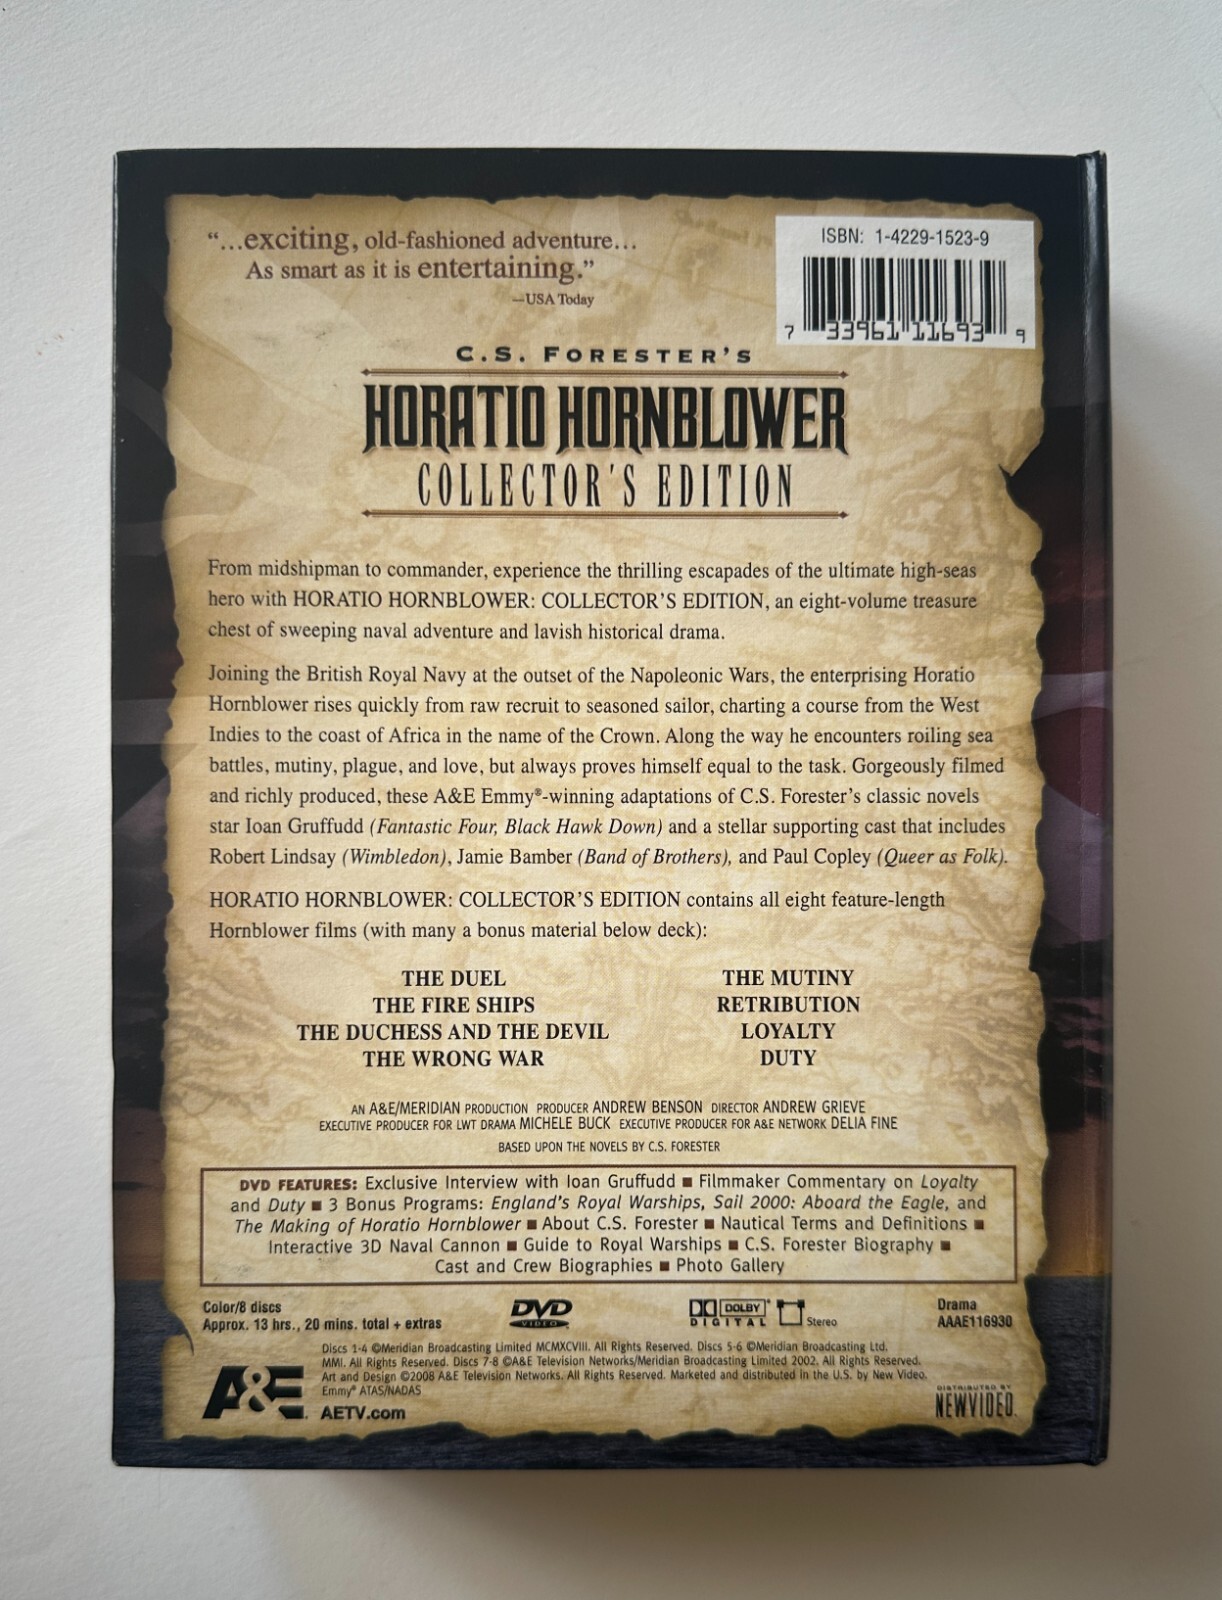 “...exciting, old-fashioned adventure...
As smart as it is entertaining.”
—USA Today
ISBN: 1-4229-1523-9
7 33961 11693 9
C.S. FORESTER'S
HORATIO HORNBLOWER
COLLECTOR'S EDITION
From midshipman to commander, experience the thrilling escapades of the ultimate high-seas
hero with HORATIO HORNBLOWER: COLLECTOR'S EDITION, an eight-volume treasure
chest of sweeping naval adventure and lavish historical drama.
Joining the British Royal Navy at the outset of the Napoleonic Wars, the enterprising Horatio
Hornblower rises quickly from raw recruit to seasoned sailor, charting a course from the West
Indies to the coast of Africa in the name of the Crown. Along the way he encounters roiling sea
battles, mutiny, plague, and love, but always proves himself equal to the task. Gorgeously filmed
and richly produced, these A&E Emmy®-winning adaptations of C.S. Forester's classic novels
star Ioan Gruffudd (Fantastic Four, Black Hawk Down) and a stellar supporting cast that includes
Robert Lindsay (Wimbledon), Jamie Bamber (Band of Brothers), and Paul Copley (Queer as Folk).
HORATIO HORNBLOWER: COLLECTOR'S EDITION contains all eight feature-length
Hornblower films (with many a bonus material below deck):
THE DUEL
THE FIRE SHIPS
THE DUCHESS AND THE DEVIL
THE WRONG WAR
THE MUTINY
RETRIBUTION
LOYALTY
DUTY
AN A&E/MERIDIAN PRODUCTION PRODUCER ANDREW BENSON DIRECTOR ANDREW GRIEVE
EXECUTIVE PRODUCER FOR LWT DRAMA MICHELE BUCK EXECUTIVE PRODUCER FOR A&E NETWORK DELIA FINE
BASED UPON THE NOVELS BY C.S. FORESTER
DVD FEATURES: Exclusive Interview with Ioan Gruffudd ■ Filmmaker Commentary on Loyalty
and Duty ■ 3 Bonus Programs: England's Royal Warships, Sail 2000: Aboard the Eagle, and
The Making of Horatio Hornblower ■ About C.S. Forester ■ Nautical Terms and Definitions ■
Interactive 3D Naval Cannon ■ Guide to Royal Warships ■ C.S. Forester Biography ■
Cast and Crew Biographies ■ Photo Gallery
Color/8 discs
Approx. 13 hrs., 20 mins. total + extras
DVD
VIDEO
DOLBY®
DIGITAL
Stereo
Drama
AAAE116930
Discs 1-4 ©Meridian Broadcasting Limited MCMXCVIII. All Rights Reserved. Discs 5-6 ©Meridian Broadcasting Ltd.
MMI. All Rights Reserved. Discs 7-8 ©A&E Television Networks/Meridian Broadcasting Limited 2002. All Rights Reserved.
Art and Design ©2008 A&E Television Networks. All Rights Reserved. Marketed and distributed in the U.S. by New Video.
Emmy® ATAS/NADAS
A&E
AETV.com
DISTRIBUTED BY
NEWVIDEO